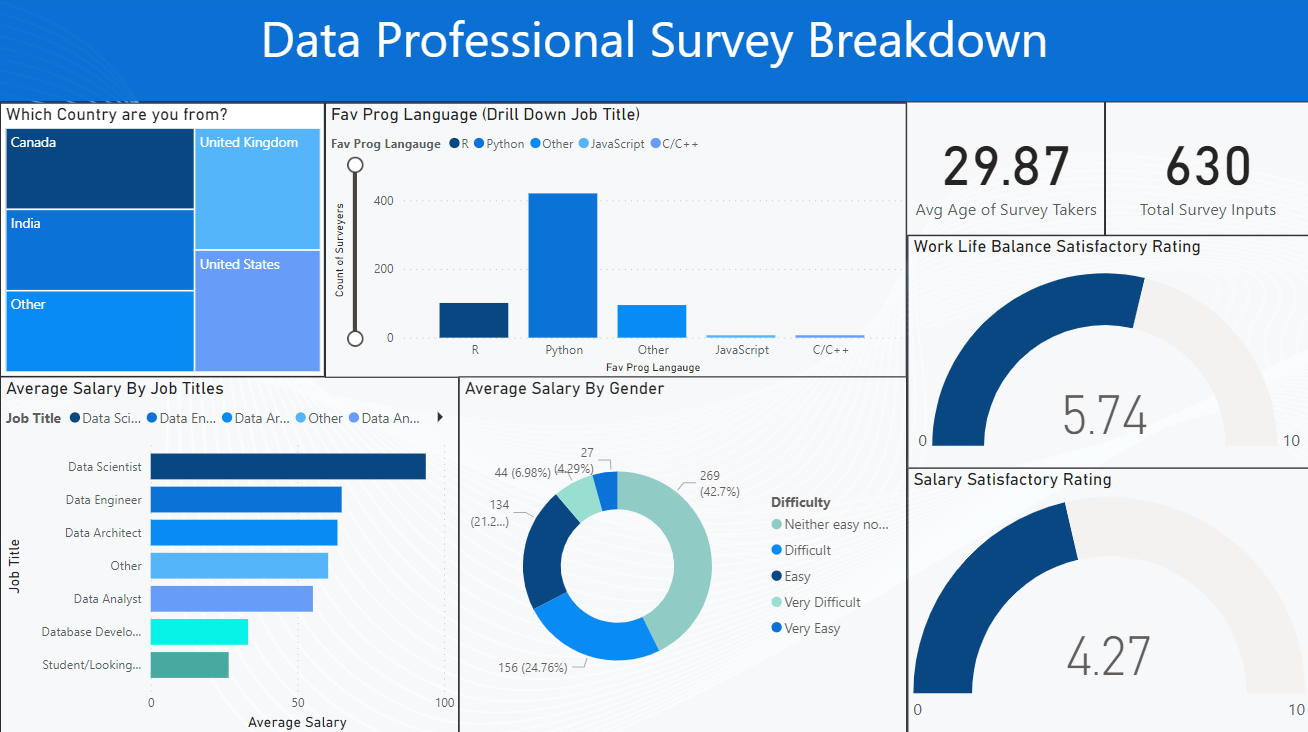 Data Professional Survey Breakdown
Which Country are you from?
Canada
United Kingdom
India
United States
Other
Fav Prog Language (Drill Down Job Title)
Fav Prog Langauge R Python Other JavaScript C/C++
Count of Surveyers
400
200
0
R Python Other JavaScript C/C++
Fav Prog Langauge
29.87
Avg Age of Survey Takers
630
Total Survey Inputs
Work Life Balance Satisfactory Rating
5.74
0 10
Salary Satisfactory Rating
4.27
0 10
Average Salary By Job Titles
Job Title Data Sci... Data En... Data Ar... Other Data An...
Job Title
Data Scientist
Data Engineer
Data Architect
Other
Data Analyst
Database Develo...
Student/Looking...
0 50 100
Average Salary
Average Salary By Gender
27
(4.29%)
44 (6.98%)
269
(42.7%)
134
(21.2...)
156 (24.76%)
Difficulty
Neither easy no...
Difficult
Easy
Very Difficult
Very Easy